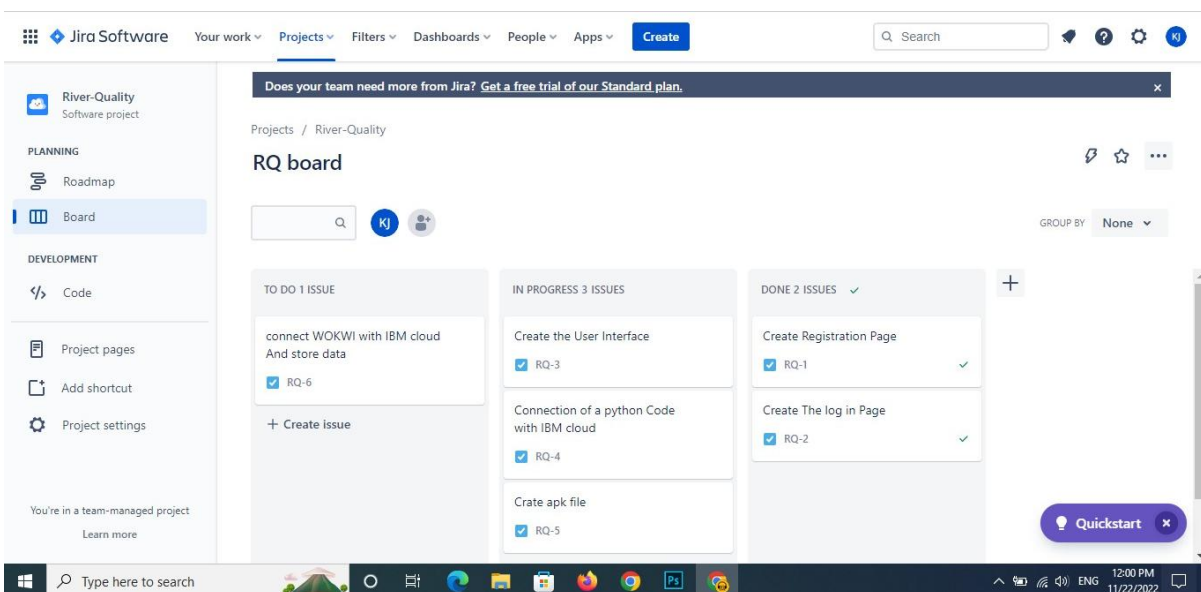 Jira Software Your work Projects Filters Dashboards People Apps Create Search KJ
River-Quality
Software project
PLANNING
Roadmap
Board
DEVELOPMENT
Code
Project pages
Add shortcut
Project settings
You're in a team-managed project
Learn more
Does your team need more from Jira? Get a free trial of our Standard plan.
Projects / River-Quality
RQ board
KJ
GROUP BY None
TO DO 1 ISSUE
connect WOKWI with IBM cloud
And store data
RQ-6
+ Create issue
IN PROGRESS 3 ISSUES
Create the User Interface
RQ-3
Connection of a python Code
with IBM cloud
RQ-4
Crate apk file
RQ-5
DONE 2 ISSUES
Create Registration Page
RQ-1
Create The log in Page
RQ-2
Quickstart
Type here to search
Ps
ENG
12:00 PM
11/22/2022